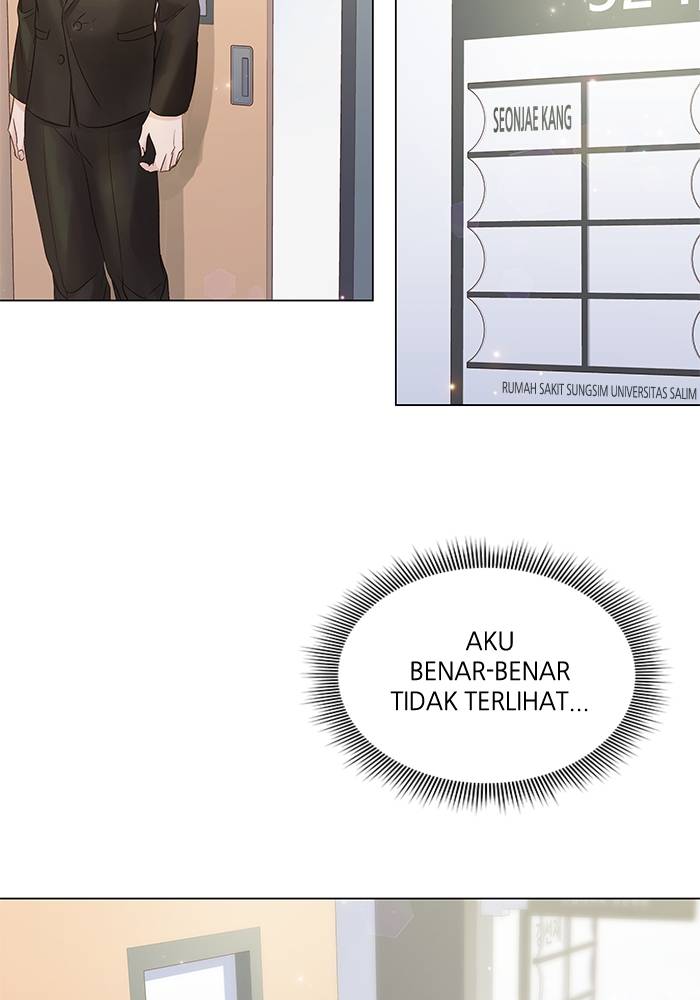 SEONJAE KANG
RUMAH SAKIT SUNGSIM UNIVERSITAS SALIM
AKU
BENAR-BENAR
TIDAK TERLIHAT...